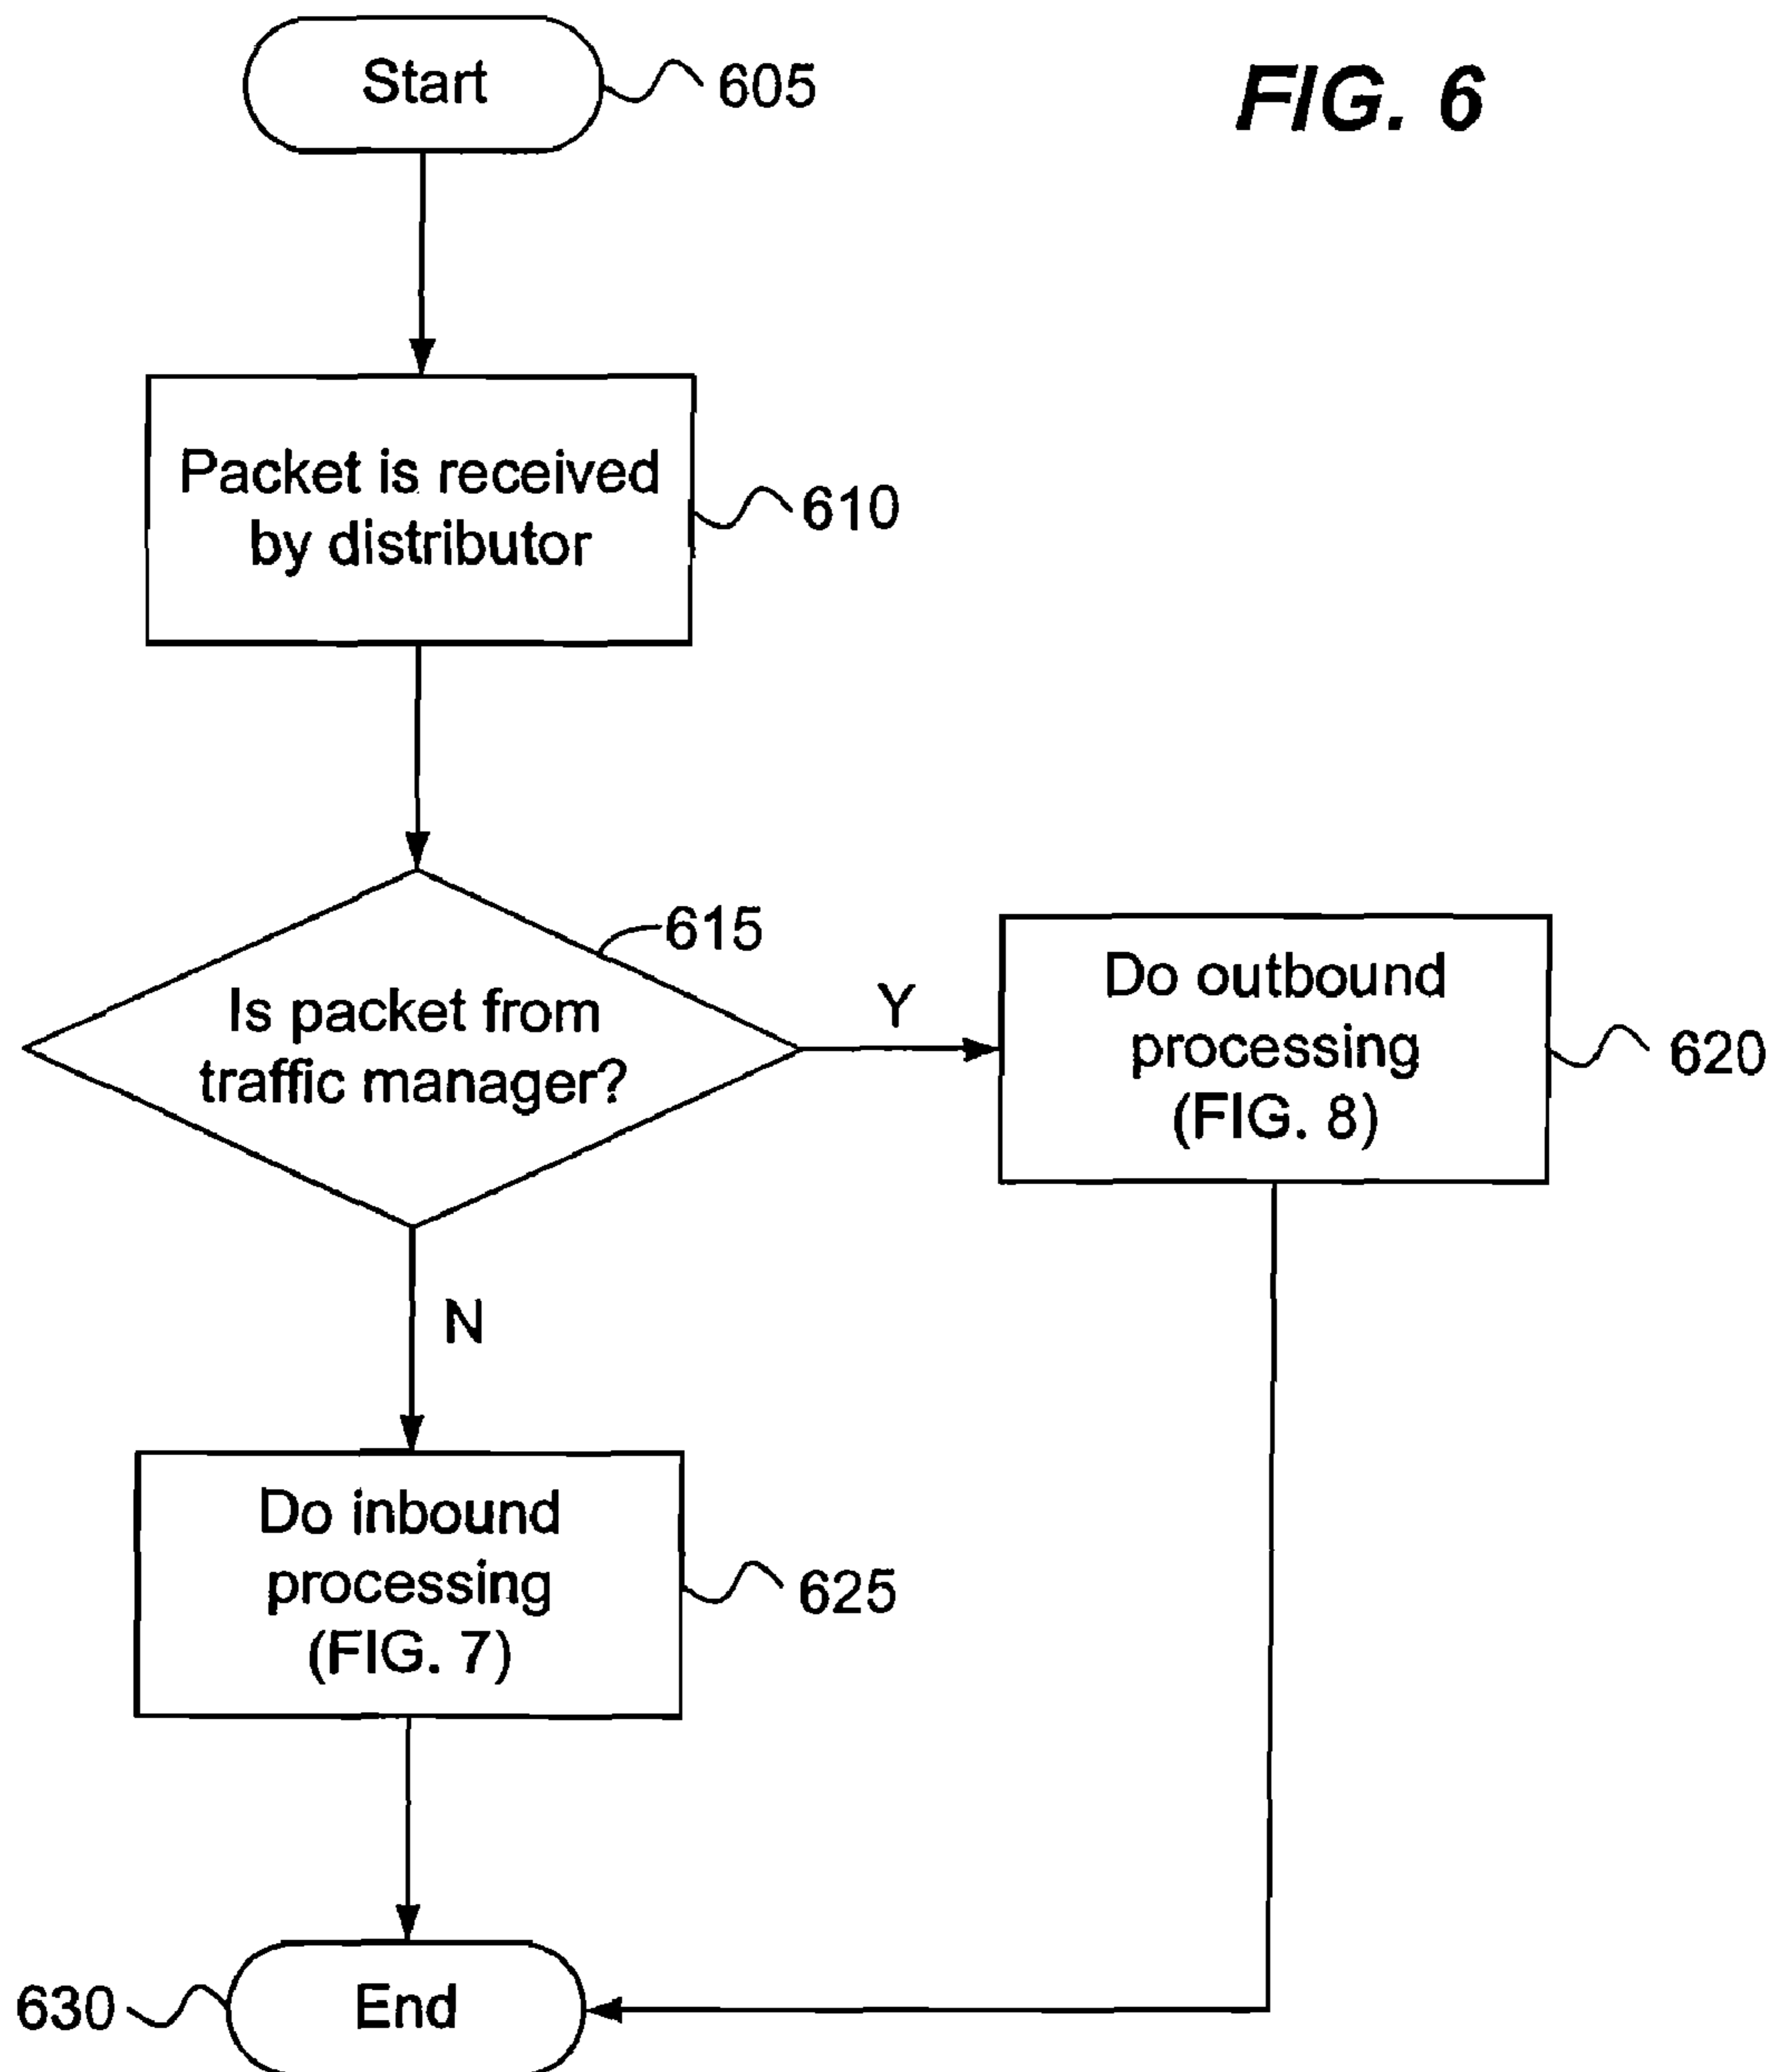 FIG. 6
Start
605
Packet is received
by distributor
610
615
Is packet from
traffic manager?
Y
Do outbound
processing
(FIG. 8)
620
N
Do inbound
processing
(FIG. 7)
625
630
End